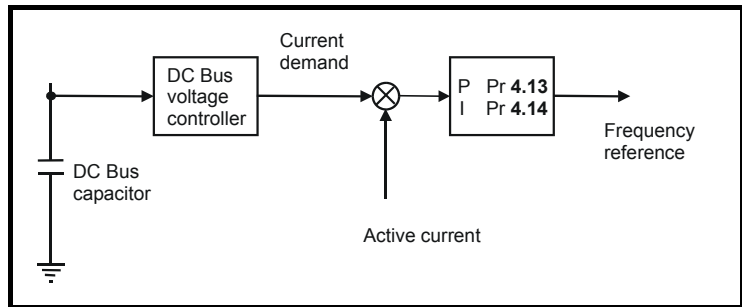 DC Bus
voltage
controller
Current
demand
P Pr 4.13
I Pr 4.14
Frequency
reference
DC Bus
capacitor
Active current